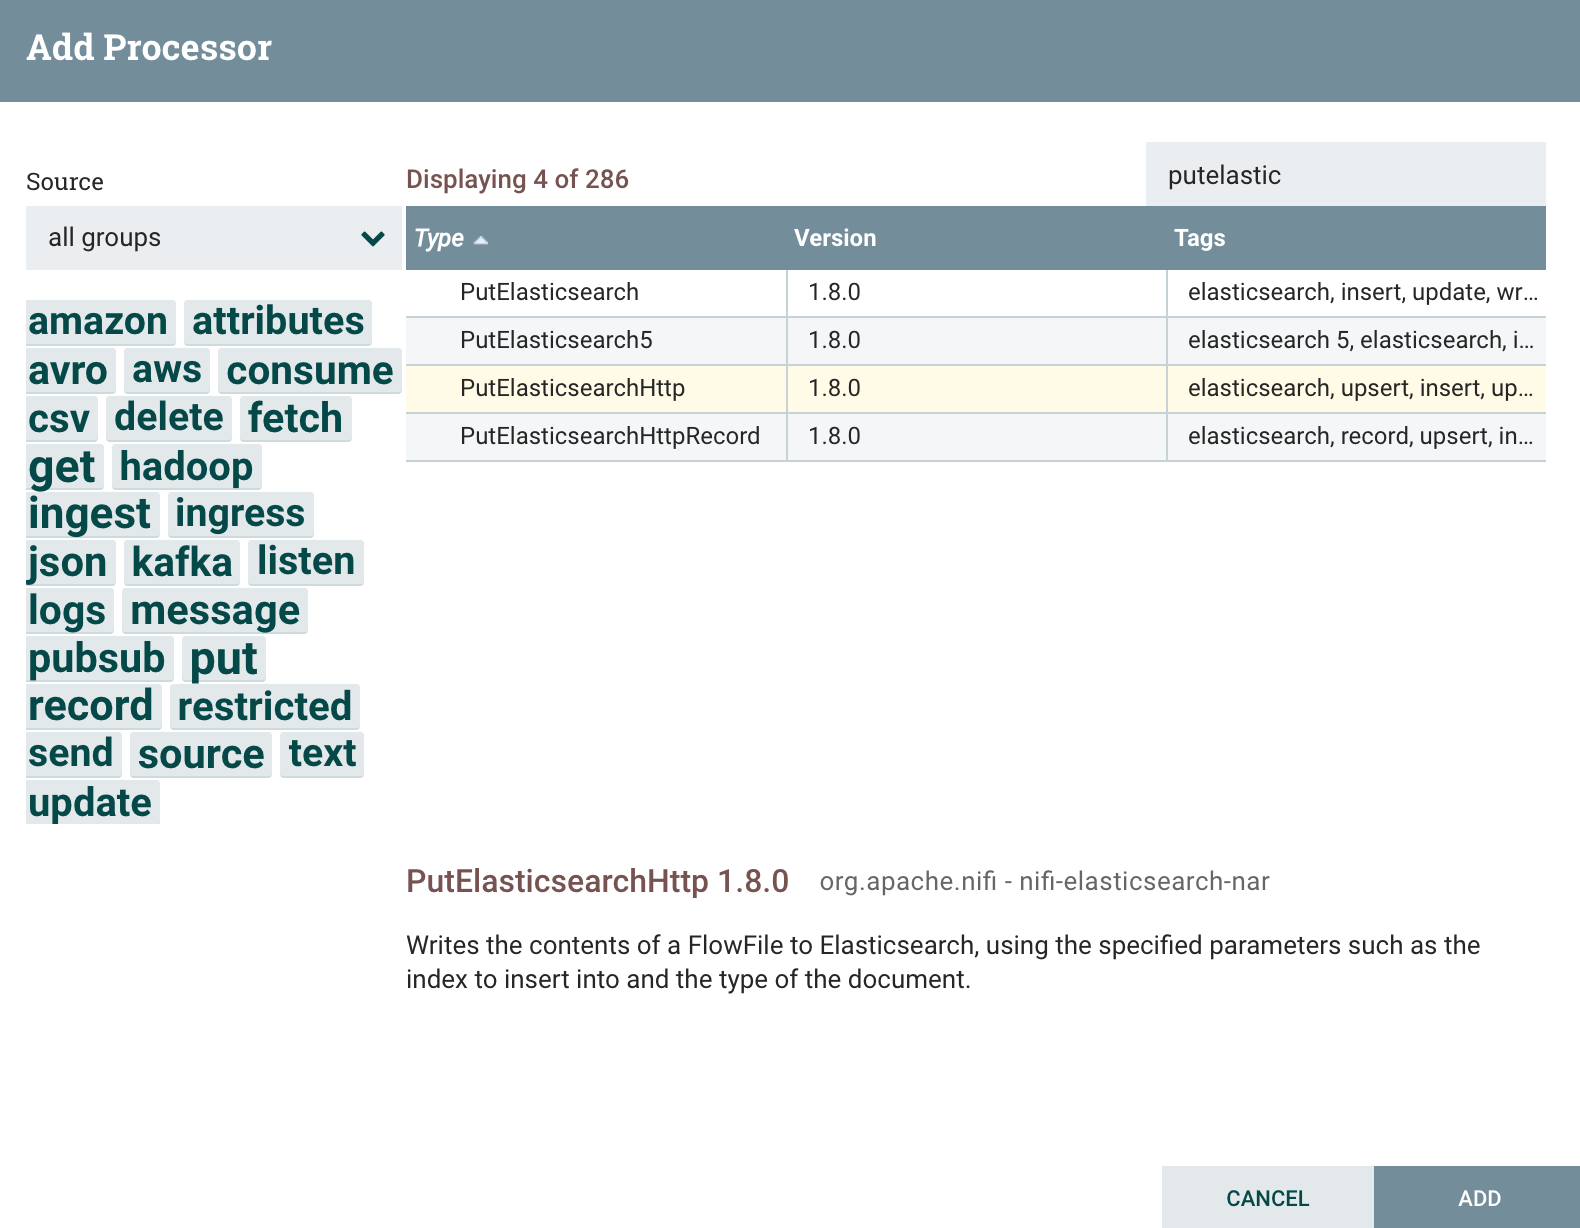 Add Processor
Source
all groups
amazon attributes
avro aws consume
csv delete fetch
get hadoop
ingest ingress
json kafka listen
logs message
pubsub put
record restricted
send source text
update
Displaying 4 of 286
putelastic
Type Version Tags
PutElasticsearch 1.8.0 elasticsearch, insert, update, wr...
PutElasticsearch5 1.8.0 elasticsearch 5, elasticsearch, i...
PutElasticsearchHttp 1.8.0 elasticsearch, upsert, insert, up...
PutElasticsearchHttpRecord 1.8.0 elasticsearch, record, upsert, in...
PutElasticsearchHttp 1.8.0 org.apache.nifi - nifi-elasticsearch-nar
Writes the contents of a FlowFile to Elasticsearch, using the specified parameters such as the
index to insert into and the type of the document.
CANCEL ADD